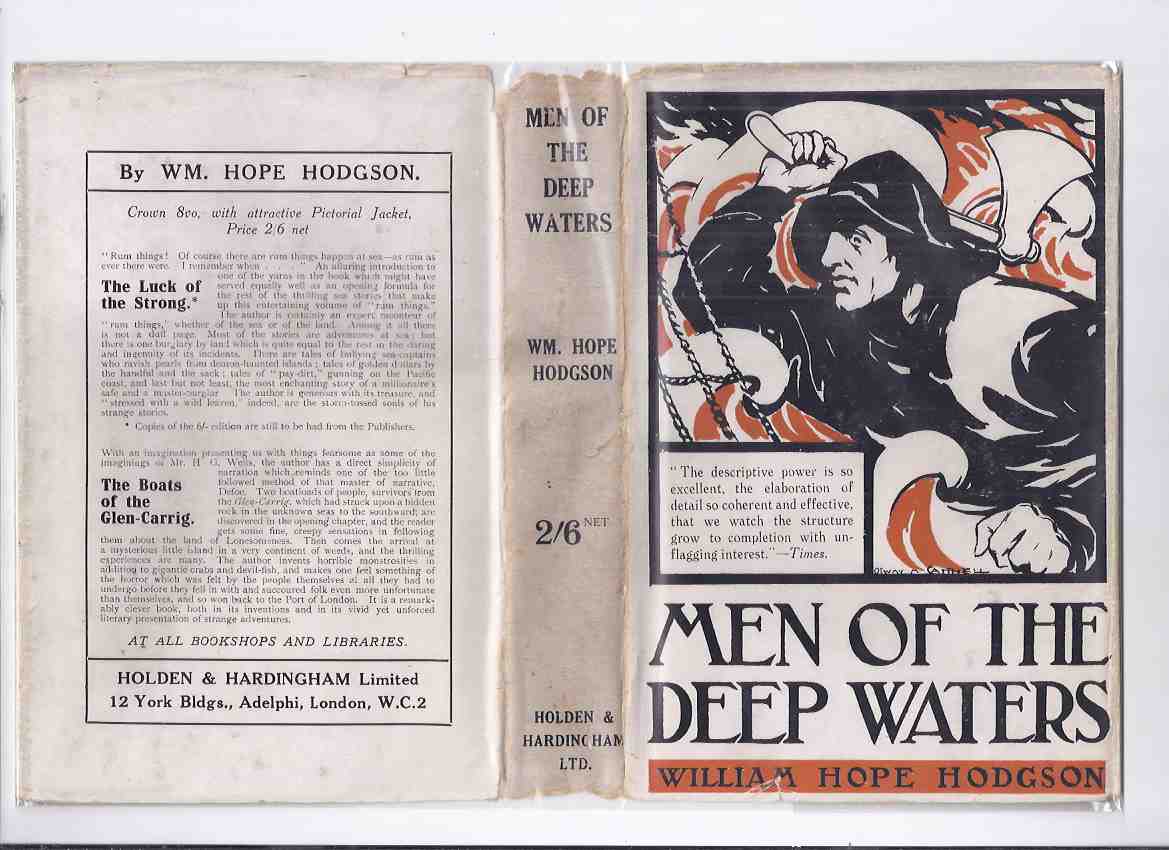 By WM. HOPE HODGSON.
Crown 8vo, with attractive Pictorial Jacket,
Price 2/6 net
"Rum things! Of course there are rum things happen at sea—as rum as
ever there were. I remember when . . . . . An alluring introduction to
The Luck of
the Strong.*
one of the yarns in the book which might have
served equally well as an opening formula for
the rest of the thrilling sea stories that make
up this entertaining volume of "rum things."
The author is certainly an expert raconteur of
"rum things," whether of the sea or of the land. Among it all there
is not a dull page. Most of the stories are adventures at sea; but
there is one burglary by land which is quite equal to the rest in the daring
and ingenuity of its incidents. There are tales of bullying sea-captains
who ravish pearls from demon-haunted islands; tales of golden dollars by
the handful and the sack; tales of "pay-dirt," gunning on the Pacific
coast, and last but not least, the most enchanting story of a millionaire's
safe and a master-burglar. The author is generous with its treasure, and
"stressed with a wild leaven," indeed, are the storm-tossed souls of his
strange stories.
* Copies of the 6/- edition are still to be had from the Publishers.
With an imagination presenting us with things fearsome as some of the
imaginings of Mr. H. G. Wells, the author has a direct simplicity of
The Boats
of the
Glen-Carrig.
narration which reminds one of the too little
followed method of that master of narrative,
Defoe. Two boatloads of people, survivors from
the Glen-Carrig, which had struck upon a hidden
rock in the unknown seas to the southward, are
discovered in the opening chapter, and the reader
gets some fine, creepy sensations in following
them about the land of Lonesomeness. Then comes the arrival at
a mysterious little island in a very continent of weeds, and the thrilling
experiences are many. The author invents horrible monstrosities in
addition to gigantic crabs and devil-fish, and makes one feel something of
the horror which was felt by the people themselves at all they had to
undergo before they fell in with and succoured folk even more unfortunate
than themselves, and so won back to the Port of London. It is a remark-
ably clever book, both in its inventions and in its vivid yet unforced
literary presentation of strange adventures.
AT ALL BOOKSHOPS AND LIBRARIES.
HOLDEN & HARDINGHAM Limited
12 York Bldgs., Adelphi, London, W.C.2
MEN OF
THE
DEEP
WATERS
WM. HOPE
HODGSON
2/6 NET
HOLDEN &
HARDINGHAM
LTD.
"The descriptive power is so
excellent, the elaboration of
detail so coherent and effective,
that we watch the structure
grow to completion with un-
flagging interest."—Times.
MEN OF THE
DEEP WATERS
WILLIAM HOPE HODGSON